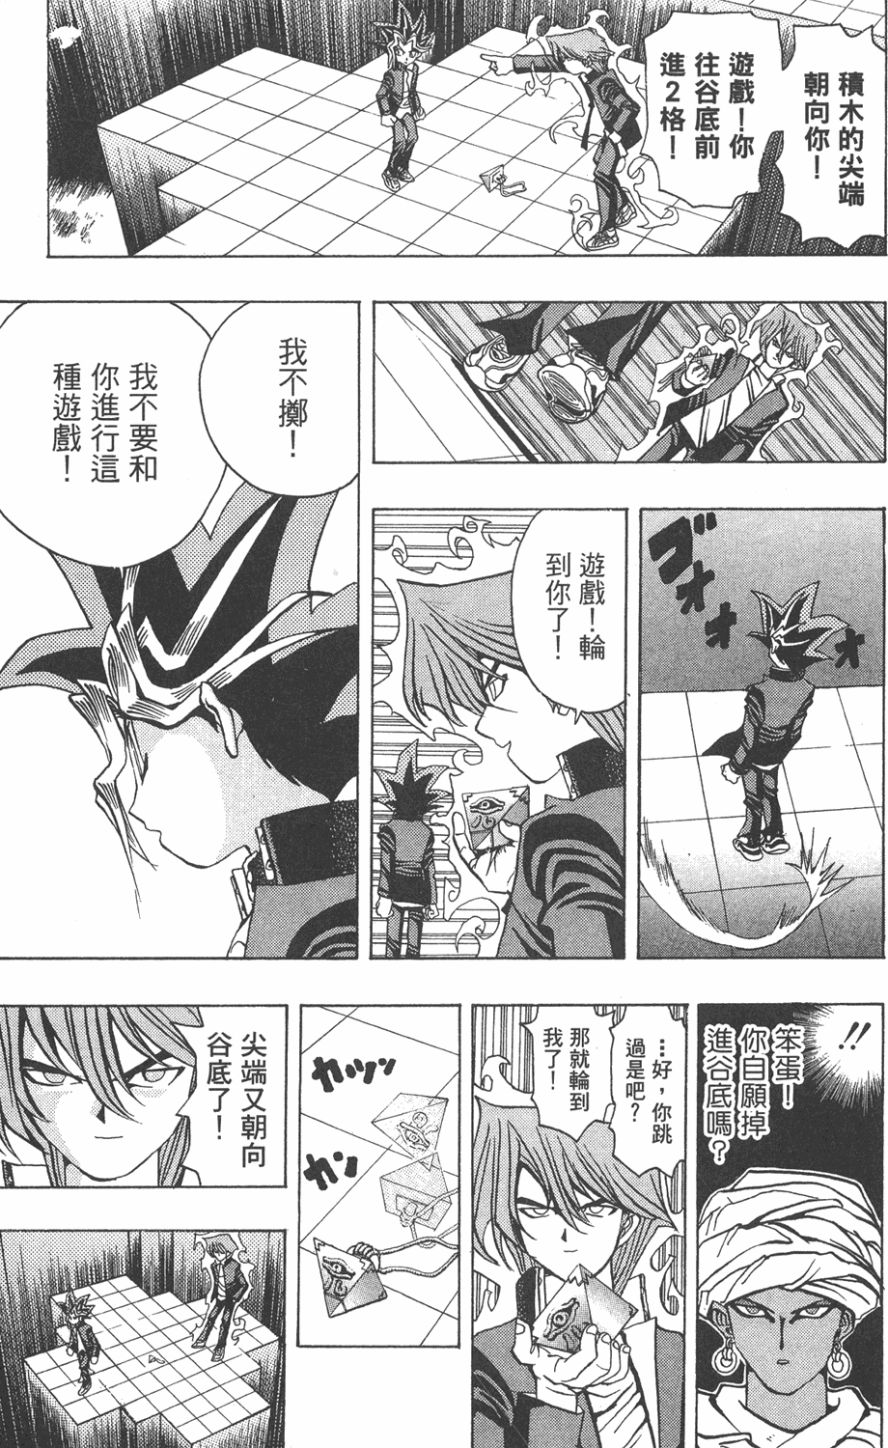 積木的尖端
朝向你！
遊戲！你
往谷底前
進2格！
我不擲！
我不要和
你進行這
種遊戲！
ゴォォォ
遊戲！輪
到你了！
!!
笨蛋！
你自願掉
進谷底嗎？
…好，你跳
過是吧？
那就輪到
我了！
カッッン
カン
尖端又朝向
谷底了！